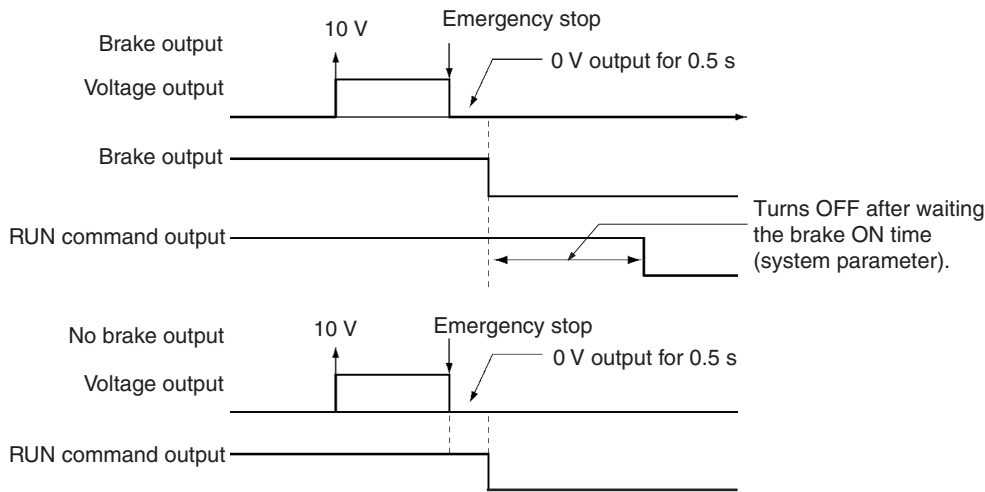 Emergency stop
10 V
Brake output
0 V output for 0.5 s
Voltage output
Brake output
Turns OFF after waiting
the brake ON time
(system parameter).
RUN command output
No brake output
10 V
Emergency stop
0 V output for 0.5 s
Voltage output
RUN command output